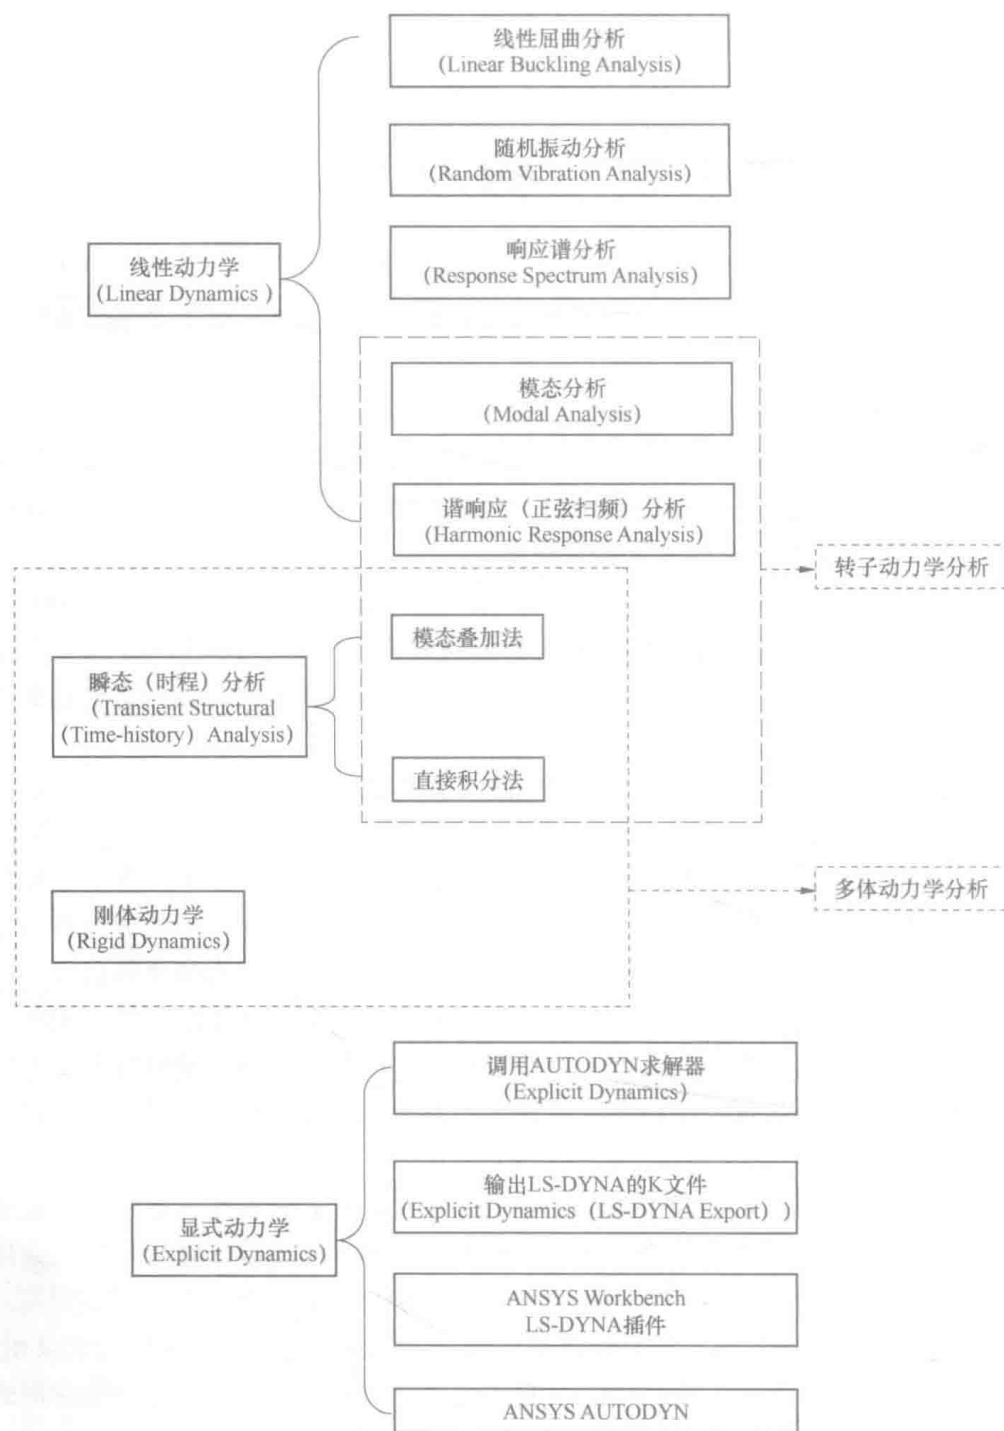 线性屈曲分析
(Linear Buckling Analysis)
随机振动分析
(Random Vibration Analysis)
响应谱分析
(Response Spectrum Analysis)
线性动力学
(Linear Dynamics )
模态分析
(Modal Analysis)
谐响应（正弦扫频）分析
(Harmonic Response Analysis)
转子动力学分析
模态叠加法
瞬态（时程）分析
(Transient Structural
(Time-history) Analysis)
直接积分法
多体动力学分析
刚体动力学
(Rigid Dynamics)
调用AUTODYN求解器
(Explicit Dynamics)
输出LS-DYNA的K文件
(Explicit Dynamics（LS-DYNA Export）)
显式动力学
(Explicit Dynamics)
ANSYS Workbench
LS-DYNA插件
ANSYS AUTODYN